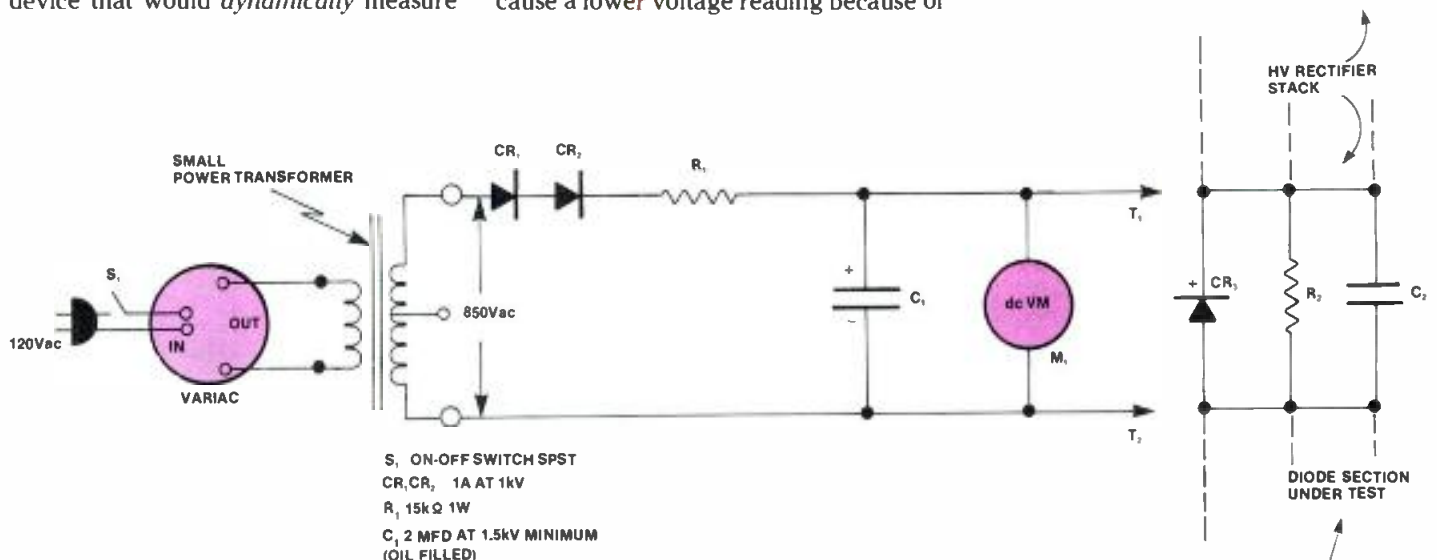 device that would dynamically measure
cause a lower voltage reading because of
HV RECTIFIER
STACK
SMALL
POWER TRANSFORMER
CR₁
CR₂
R₁
T₁
S₁
120Vac
IN
OUT
VARIAC
850Vac
+
-
C₁
dc VM
M₁
+
CR₃
R₂
C₂
T₂
S₁ ON-OFF SWITCH SPST
CR₁CR₂ 1A AT 1kV
R₁ 15kΩ 1W
C₁ 2 MFD AT 1.5kV MINIMUM
(OIL FILLED)
DIODE SECTION
UNDER TEST